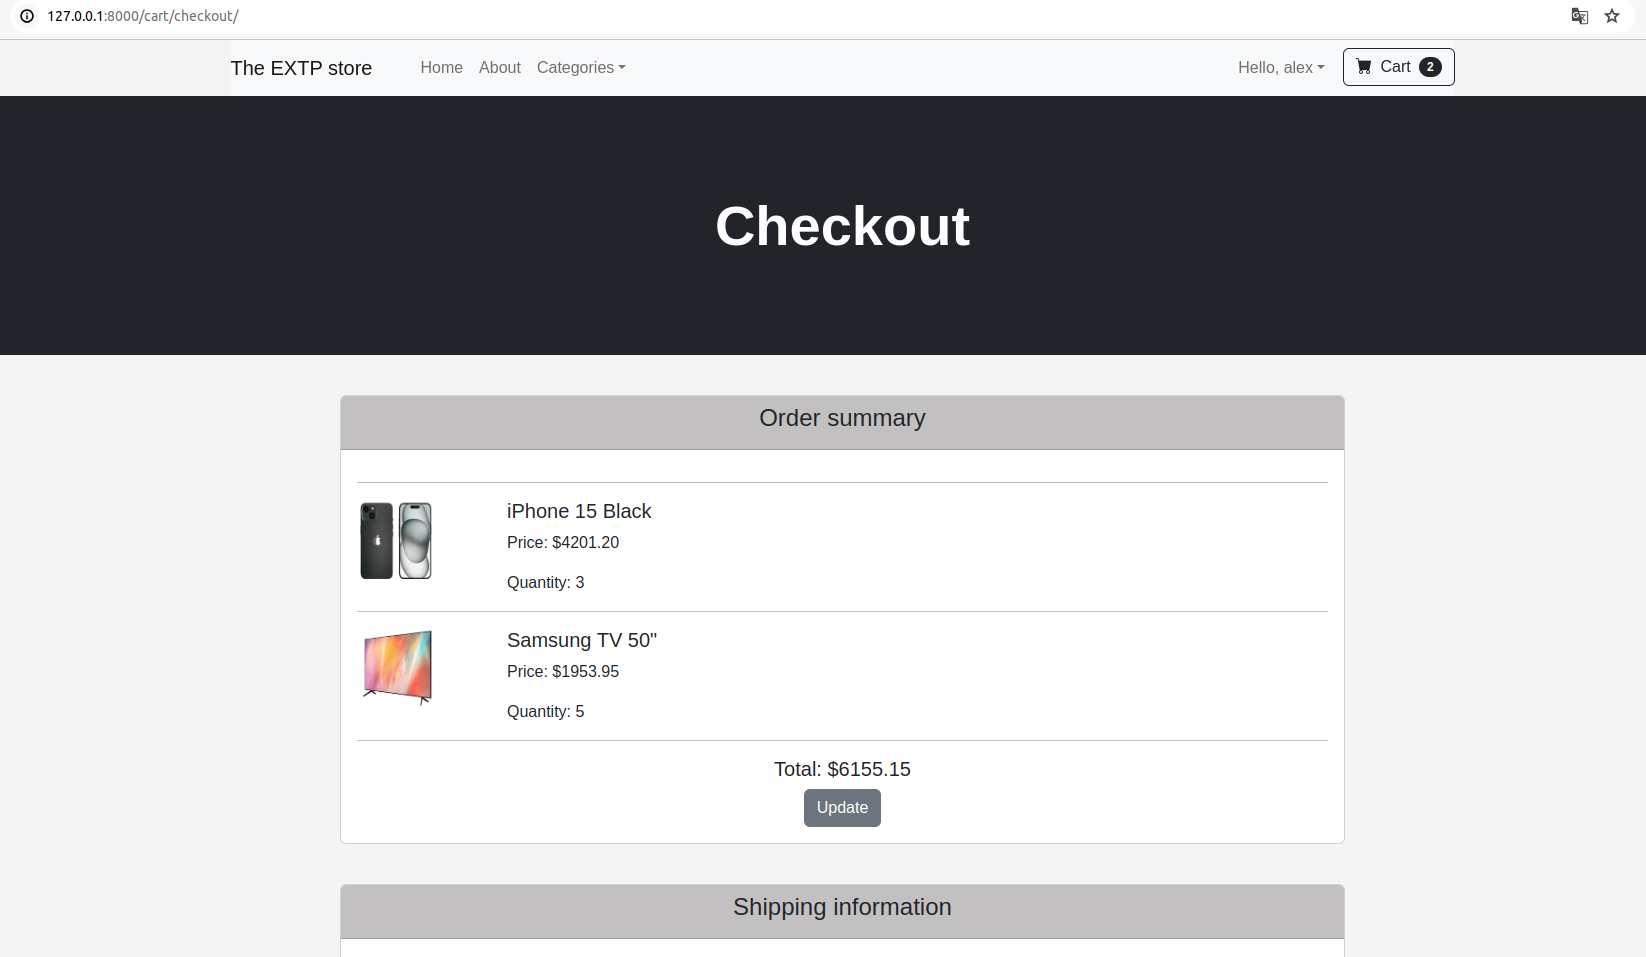 127.0.0.1:8000/cart/checkout/
The EXTP store Home About Categories Hello, alex Cart 2
Checkout
Order summary
iPhone 15 Black
Price: $4201.20
Quantity: 3
Samsung TV 50"
Price: $1953.95
Quantity: 5
Total: $6155.15
Update
Shipping information